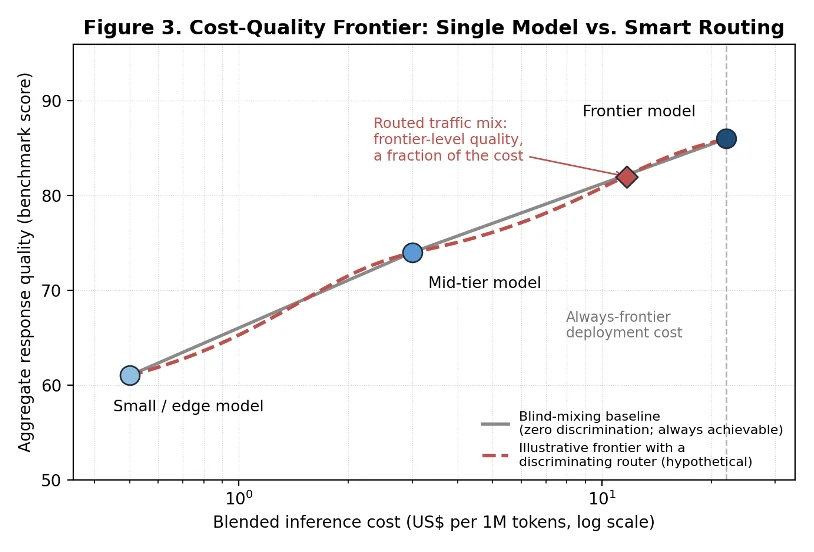 Figure 3. Cost-Quality Frontier: Single Model vs. Smart Routing
Aggregate response quality (benchmark score)
90
80
70
60
50
Frontier model
Routed traffic mix:
frontier-level quality,
a fraction of the cost
Mid-tier model
Always-frontier
deployment cost
Small / edge model
Blind-mixing baseline
(zero discrimination; always achievable)
Illustrative frontier with a
discriminating router (hypothetical)
10⁰
10¹
Blended inference cost (US$ per 1M tokens, log scale)